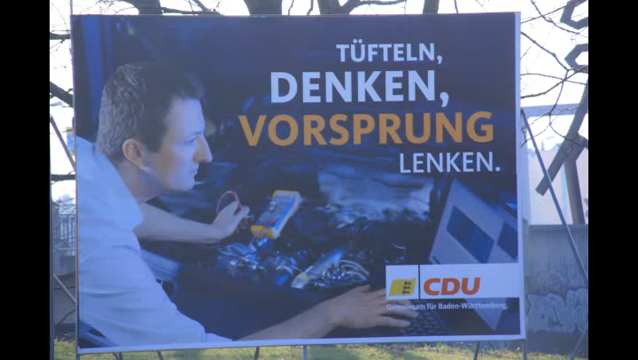 TÜFTELN,
DENKEN,
VORSPRUNG
LENKEN.
CDU
Gemeinsam für Baden-Württemberg.